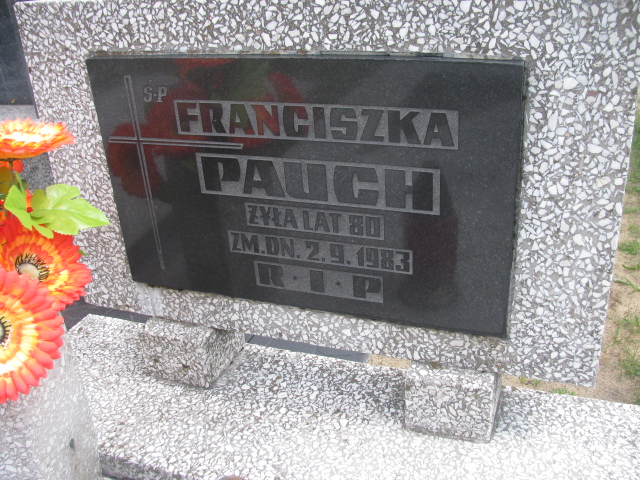 Ś.P
FRANCISZKA
PAUCH
ŻYŁA LAT 80
ZM.DN. 2.9.1983
R·I·P